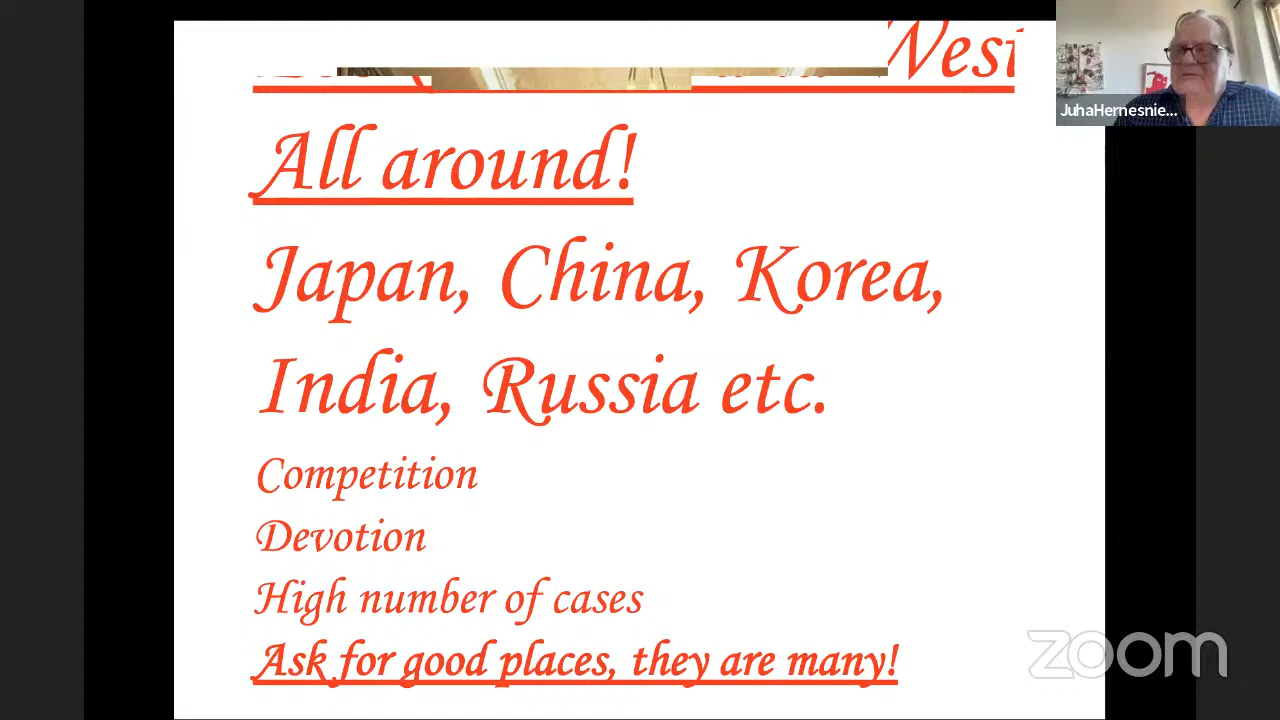 West
All around!
Japan, China, Korea,
India, Russia etc.
Competition
Devotion
High number of cases
Ask for good places, they are many!
JuhaHernesnie...
zoom